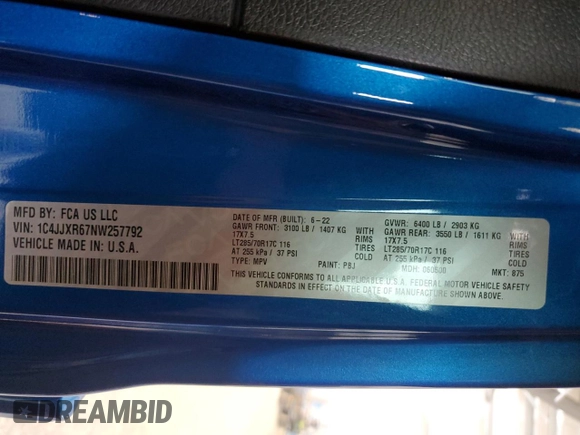 MFD BY: FCA US LLC
VIN: 1C4JJXR67NW257792
VEHICLE MADE IN U.S.A.
DATE OF MFR (BUILT): 6-22
GAWR FRONT: 3100 LB / 1407 KG WITH
17X7.5 RIMS
LT285/70R17C 116 TIRES
AT 255 kPa / 37 PSI COLD
TYPE: MPV PAINT: PBJ
GVWR: 6400 LB / 2903 KG
GAWR REAR: 3550 LB / 1611 KG WITH
17X7.5 RIMS
LT285/70R17C 116 TIRES
AT 255 kPa / 37 PSI COLD
MDH: 060608 MKT: 875
THIS VEHICLE CONFORMS TO ALL APPLICABLE U.S.A. FEDERAL MOTOR VEHICLE SAFETY
STANDARDS IN EFFECT ON THE DATE OF MANUFACTURE SHOWN ABOVE.
DREAMBID